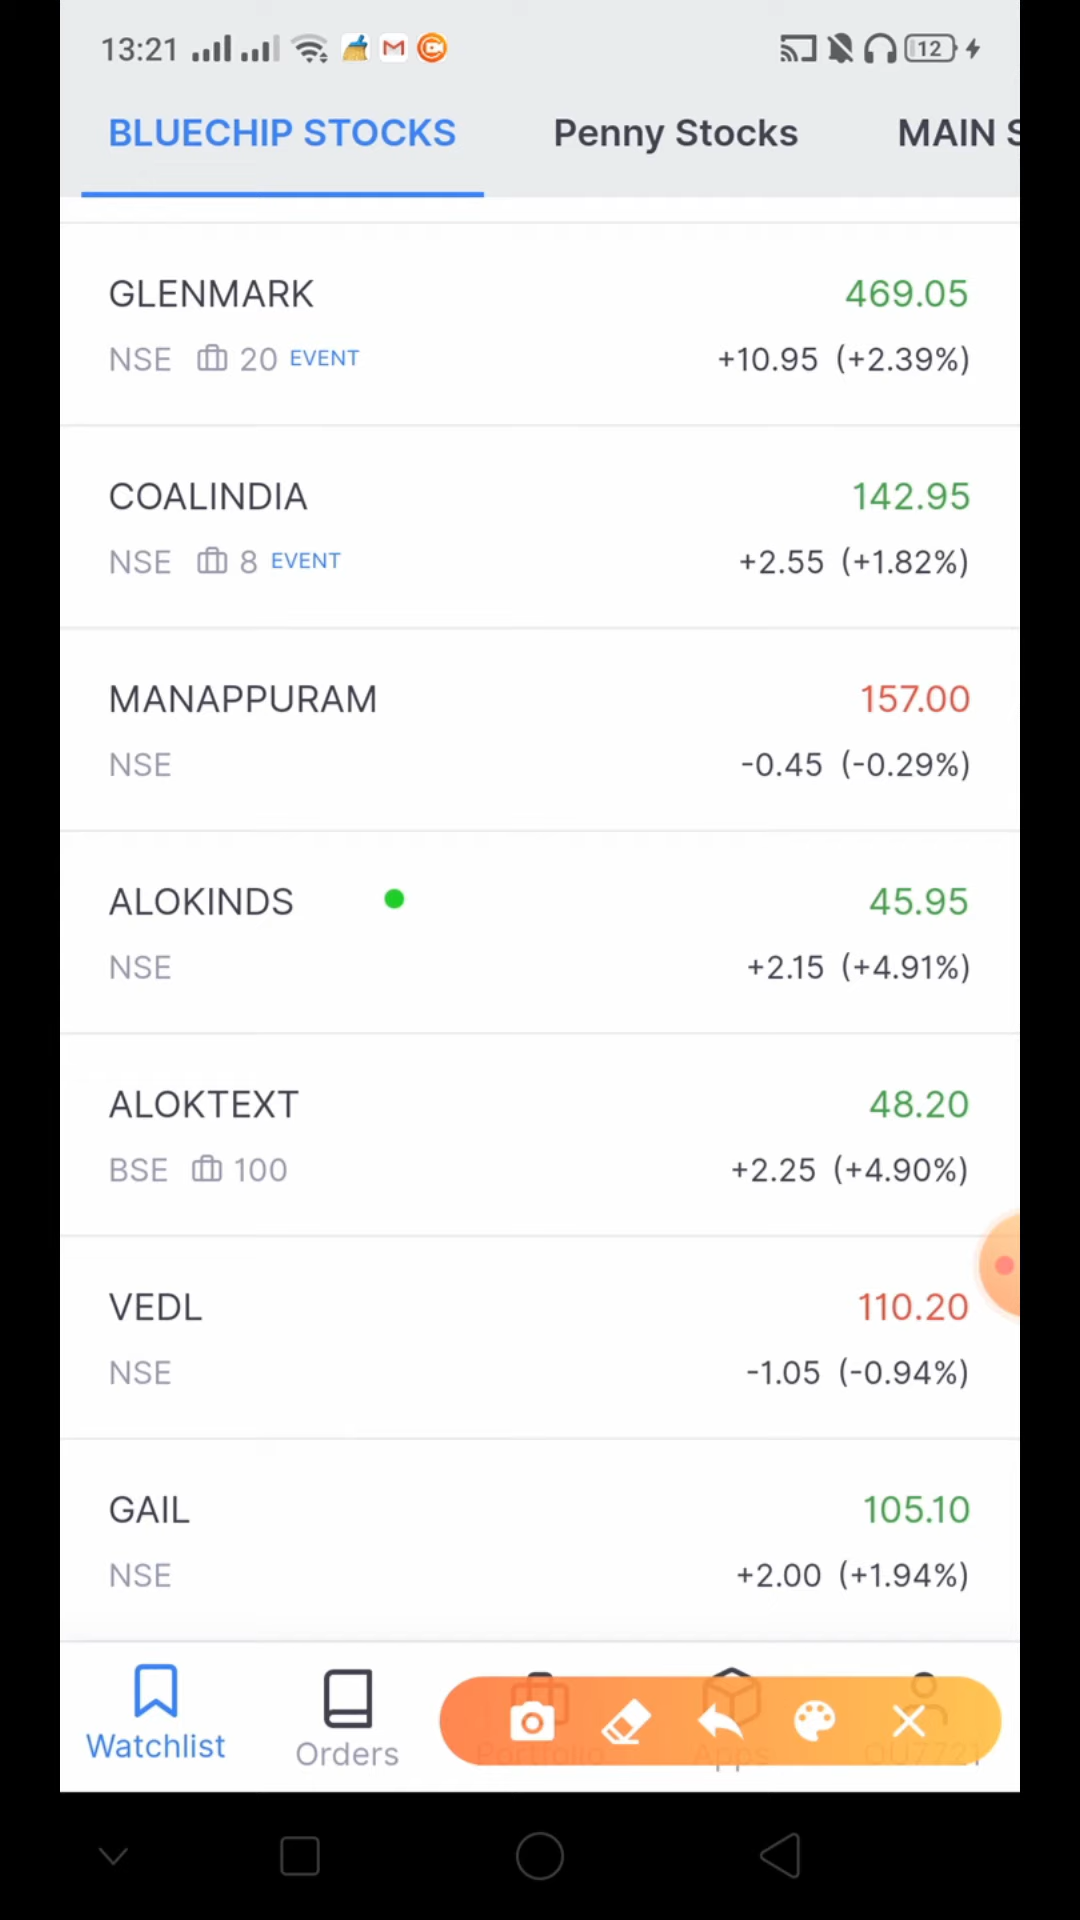 13:21 12
BLUECHIP STOCKS Penny Stocks MAIN S
GLENMARK 469.05
NSE 20 EVENT +10.95 (+2.39%)
COALINDIA 142.95
NSE 8 EVENT +2.55 (+1.82%)
MANAPPURAM 157.00
NSE -0.45 (-0.29%)
ALOKINDS 45.95
NSE +2.15 (+4.91%)
ALOKTEXT 48.20
BSE 100 +2.25 (+4.90%)
VEDL 110.20
NSE -1.05 (-0.94%)
GAIL 105.10
NSE +2.00 (+1.94%)
Watchlist Orders Portfolio Apps